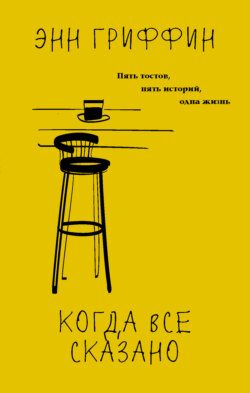 ЭНН ГРИФФИН
Пять тостов,
пять историй,
одна жизнь
КОГДА ВСЕ
СКАЗАНО